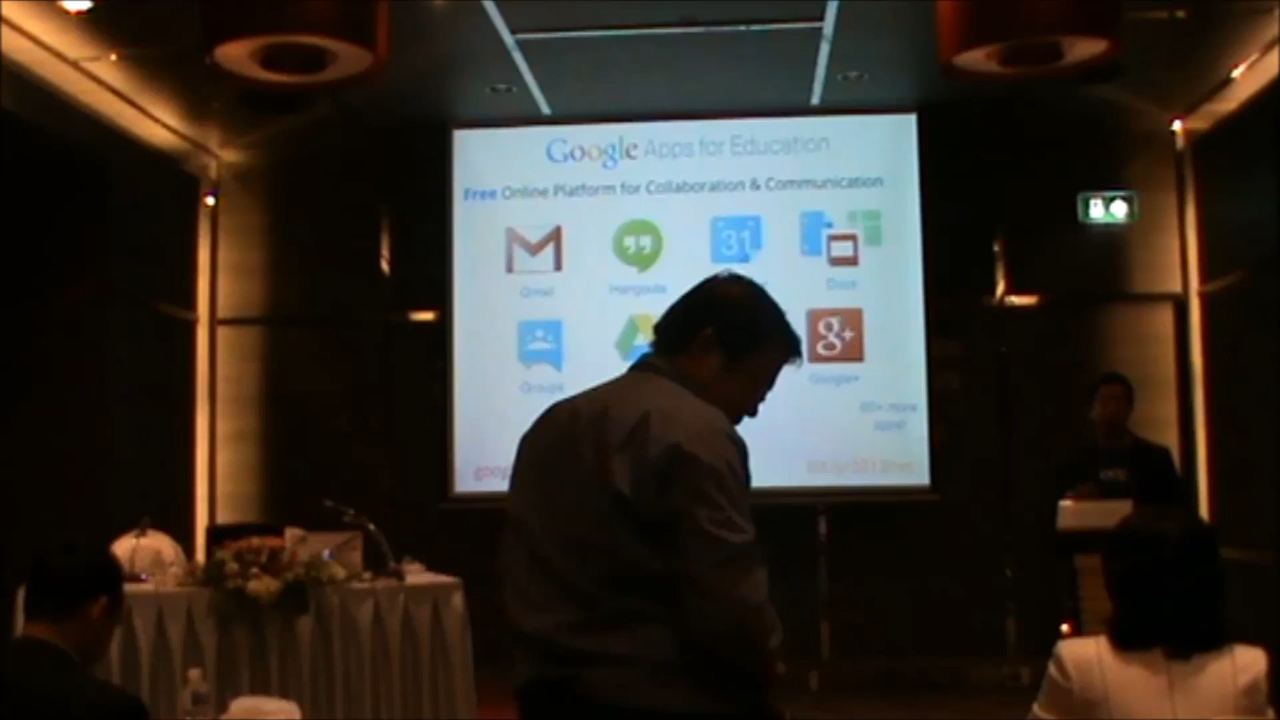 Google Apps for Education
Free Online Platform for Collaboration & Communication
31
Gmail Hangouts Docs
g+
Groups Google+
60+ more
apps!
goo